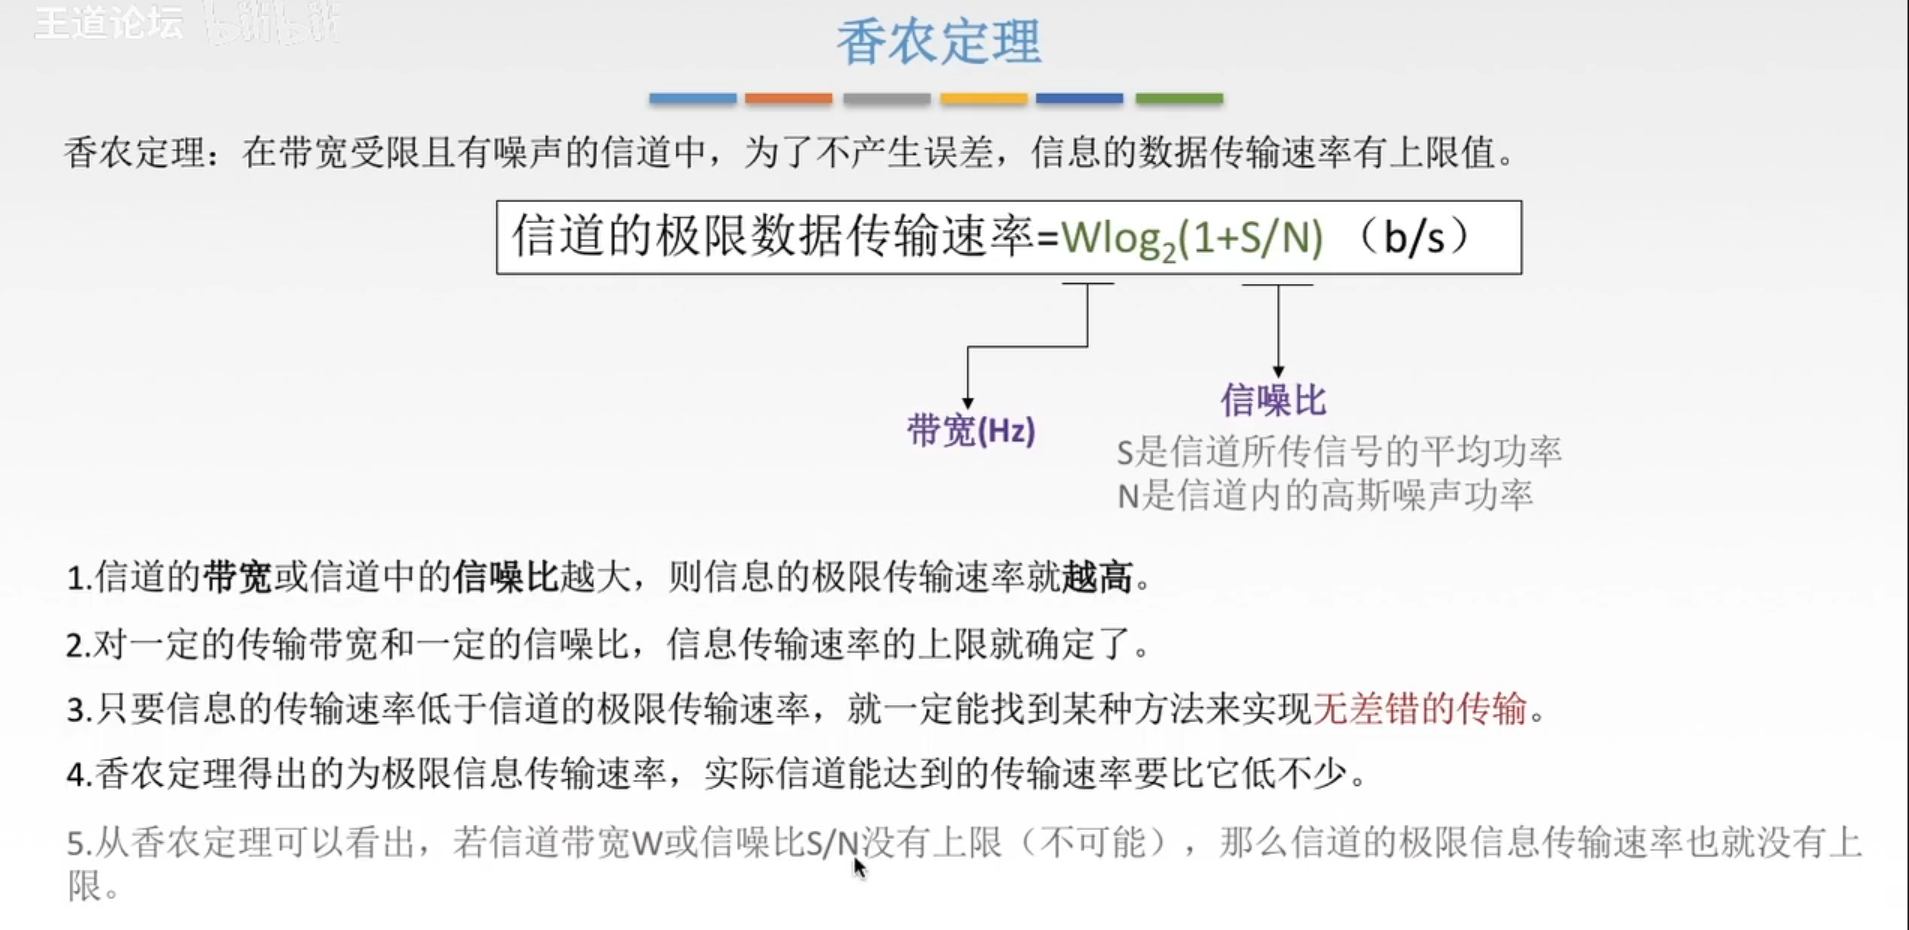 王道论坛 bilibili
香农定理
香农定理：在带宽受限且有噪声的信道中，为了不产生误差，信息的数据传输速率有上限值。
信道的极限数据传输速率=Wlog₂(1+S/N)（b/s）
信噪比
带宽(Hz)
S是信道所传信号的平均功率
N是信道内的高斯噪声功率
1.信道的带宽或信道中的信噪比越大，则信息的极限传输速率就越高。
2.对一定的传输带宽和一定的信噪比，信息传输速率的上限就确定了。
3.只要信息的传输速率低于信道的极限传输速率，就一定能找到某种方法来实现无差错的传输。
4.香农定理得出的为极限信息传输速率，实际信道能达到的传输速率要比它低不少。
5.从香农定理可以看出，若信道带宽W或信噪比S/N没有上限（不可能），那么信道的极限信息传输速率也就没有上
限。